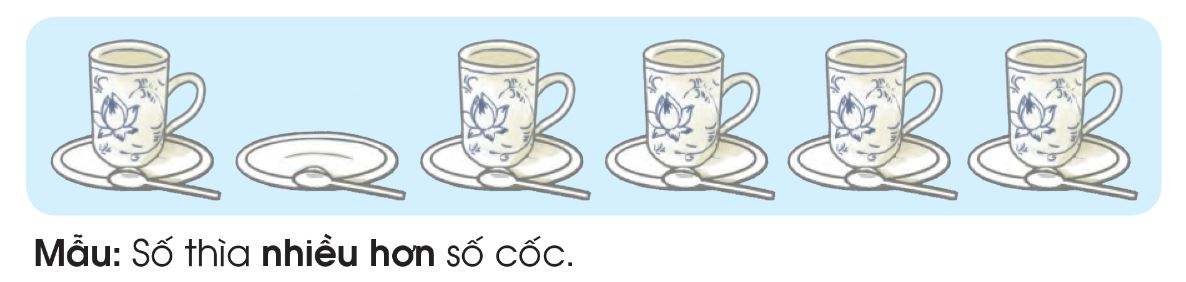 Mẫu: Số thìa nhiều hơn số cốc.